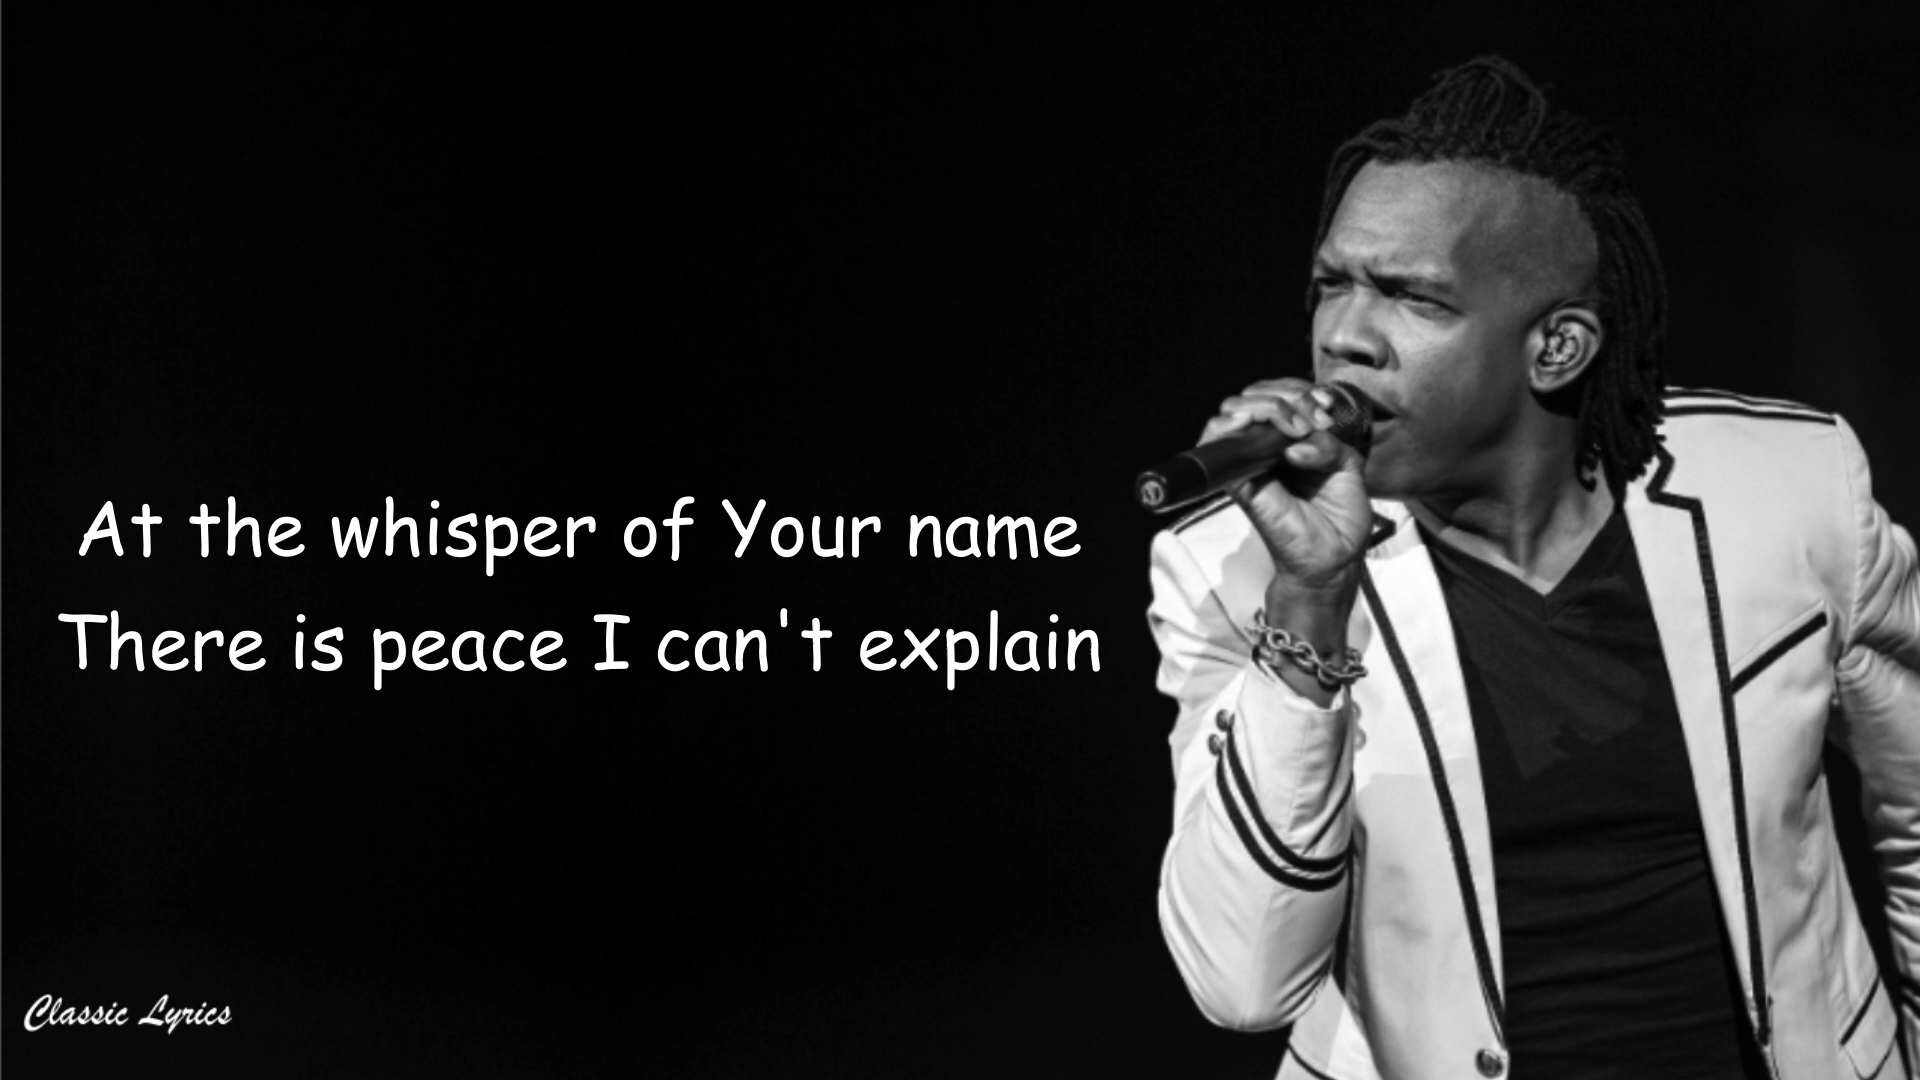 At the whisper of Your name
There is peace I can't explain
Classic Lyrics